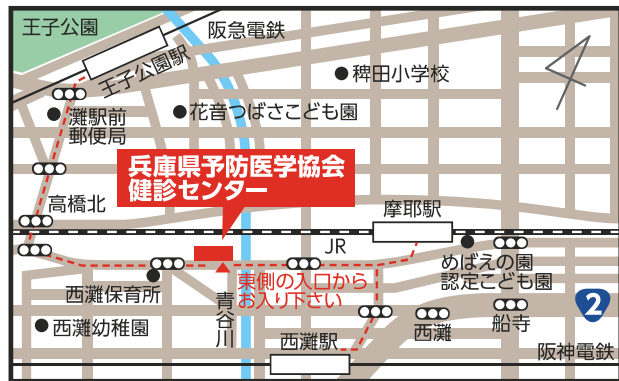 王子公園
阪急電鉄
王子公園駅
稗田小学校
灘駅前
郵便局
花音つばさこども園
兵庫県予防医学協会
健診センター
高橋北
摩耶駅
JR
めばえの園
認定こども園
東側の入口から
お入り下さい
西灘保育所
青谷川
2
西灘幼稚園
西灘駅
西灘
船寺
阪神電鉄